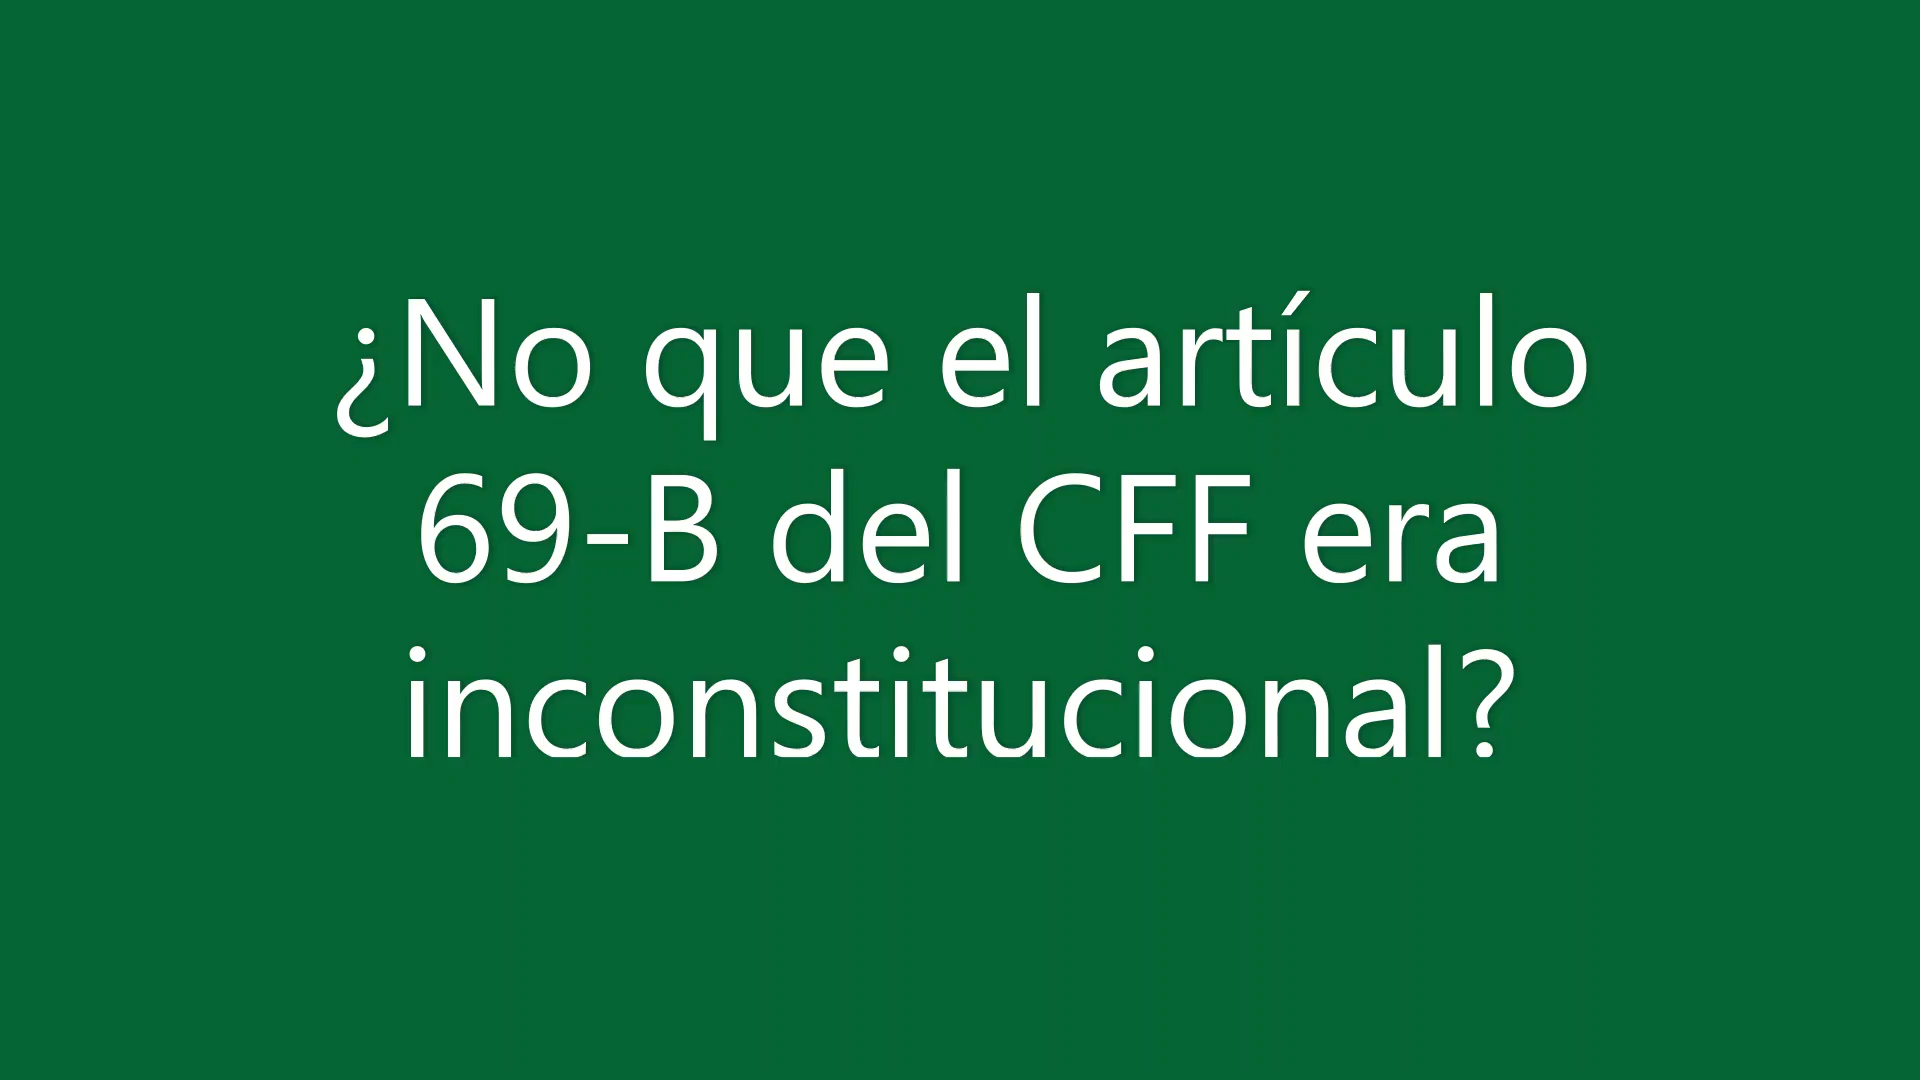 ¿No que el artículo
69-B del CFF era
inconstitucional?